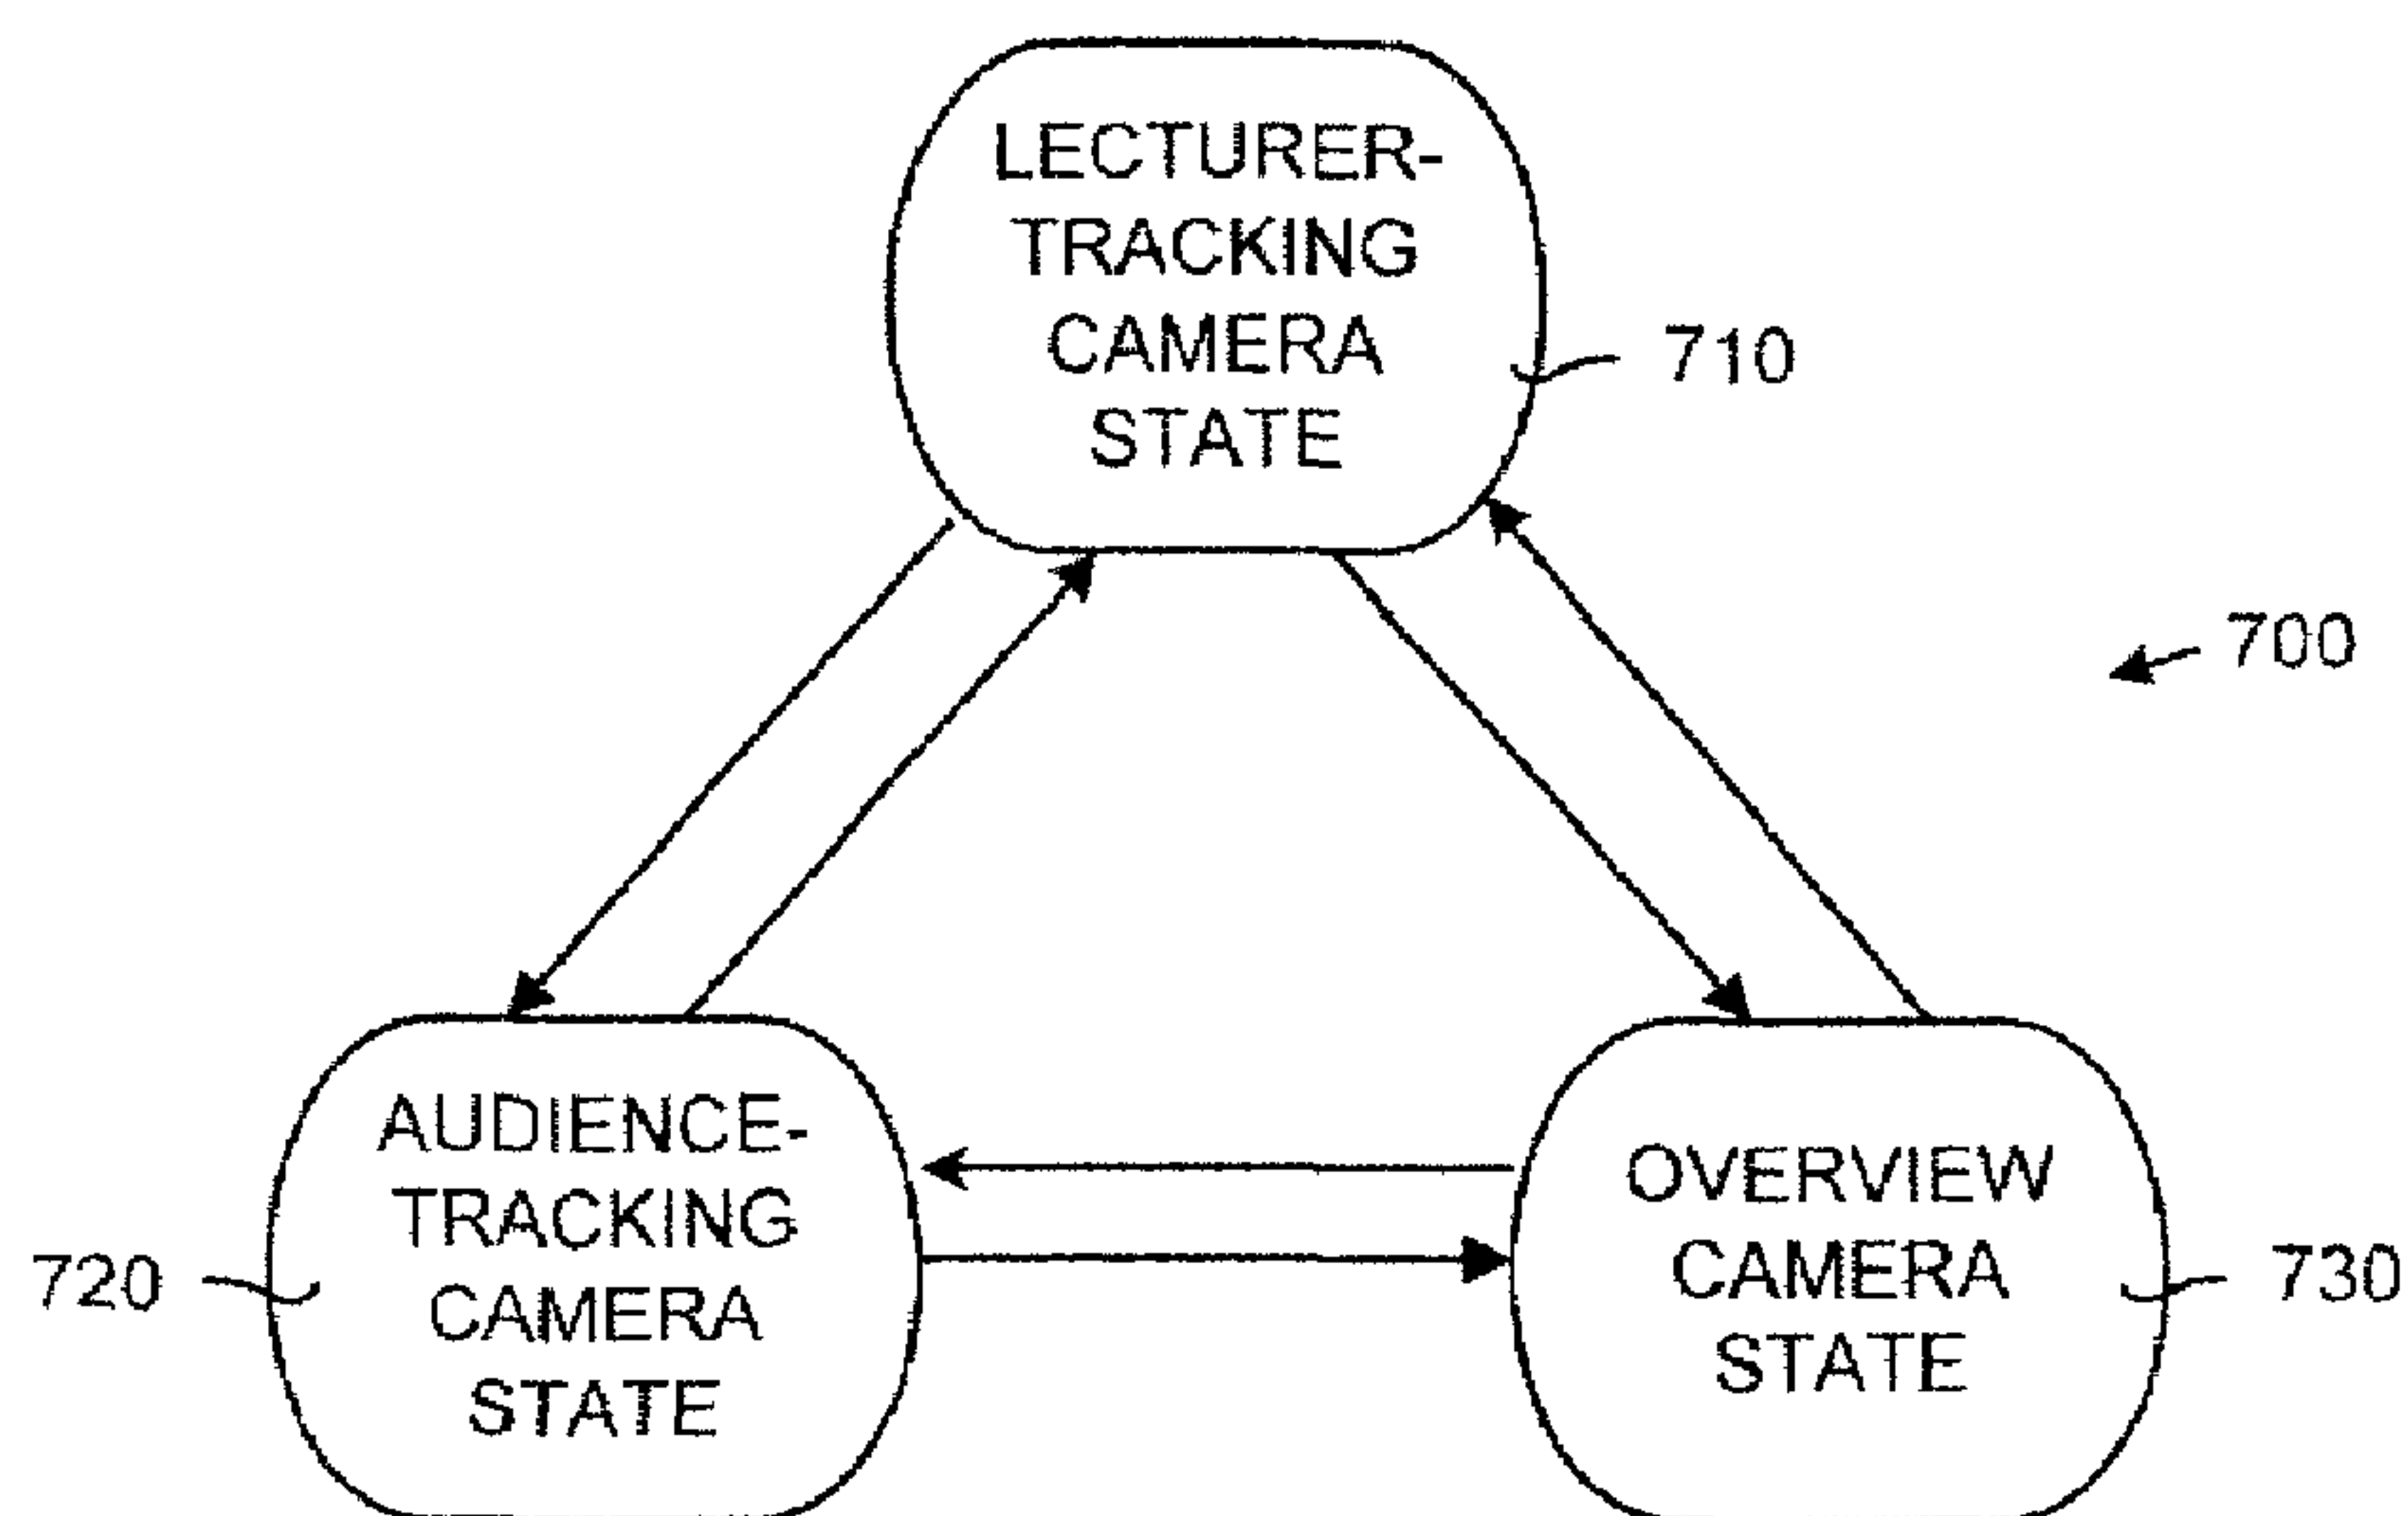 LECTURER-
TRACKING
CAMERA
STATE
710
700
AUDIENCE-
TRACKING
CAMERA
STATE
720
OVERVIEW
CAMERA
STATE
730